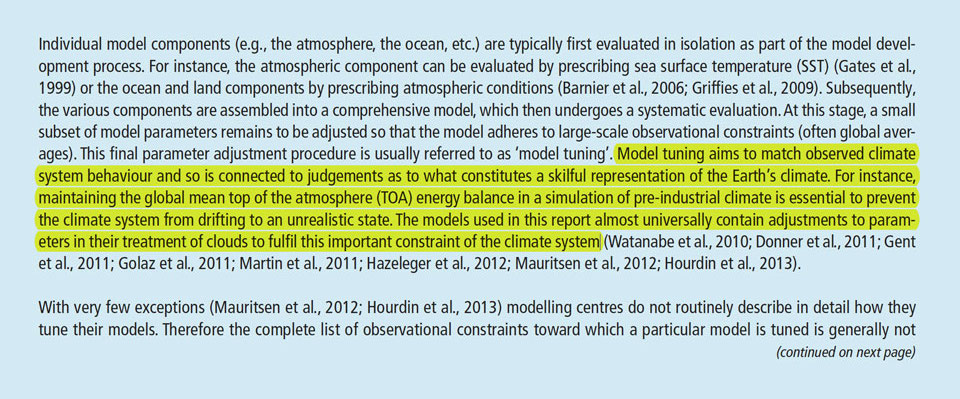 Individual model components (e.g., the atmosphere, the ocean, etc.) are typically first evaluated in isolation as part of the model devel-
opment process. For instance, the atmospheric component can be evaluated by prescribing sea surface temperature (SST) (Gates et al.,
1999) or the ocean and land components by prescribing atmospheric conditions (Barnier et al., 2006; Griffies et al., 2009). Subsequently,
the various components are assembled into a comprehensive model, which then undergoes a systematic evaluation. At this stage, a small
subset of model parameters remains to be adjusted so that the model adheres to large-scale observational constraints (often global aver-
ages). This final parameter adjustment procedure is usually referred to as ‘model tuning’. Model tuning aims to match observed climate
system behaviour and so is connected to judgements as to what constitutes a skilful representation of the Earth’s climate. For instance,
maintaining the global mean top of the atmosphere (TOA) energy balance in a simulation of pre-industrial climate is essential to prevent
the climate system from drifting to an unrealistic state. The models used in this report almost universally contain adjustments to param-
eters in their treatment of clouds to fulfil this important constraint of the climate system (Watanabe et al., 2010; Donner et al., 2011; Gent
et al., 2011; Golaz et al., 2011; Martin et al., 2011; Hazeleger et al., 2012; Mauritsen et al., 2012; Hourdin et al., 2013).
With very few exceptions (Mauritsen et al., 2012; Hourdin et al., 2013) modelling centres do not routinely describe in detail how they
tune their models. Therefore the complete list of observational constraints toward which a particular model is tuned is generally not
(continued on next page)